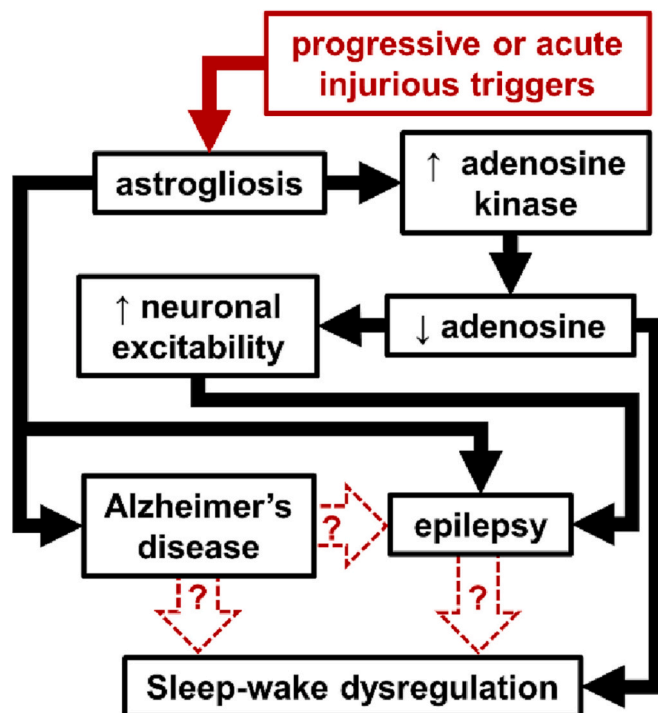 progressive or acute
injurious triggers
astrogliosis
↑ adenosine
kinase
↑ neuronal
excitability
↓ adenosine
Alzheimer's
disease
?
epilepsy
?
?
Sleep-wake dysregulation